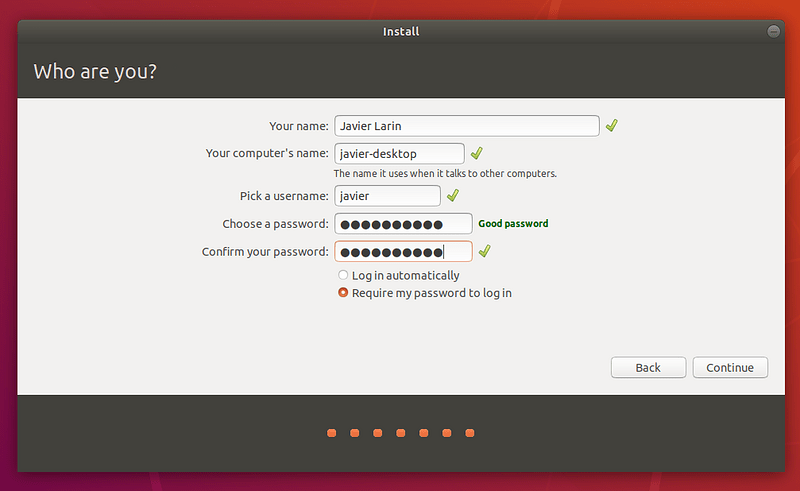 Install
Who are you?
Your name: Javier Larin
Your computer's name: javier-desktop
The name it uses when it talks to other computers.
Pick a username: javier
Choose a password: ●●●●●●●●●● Good password
Confirm your password: ●●●●●●●●●●
Log in automatically
Require my password to log in
Back Continue